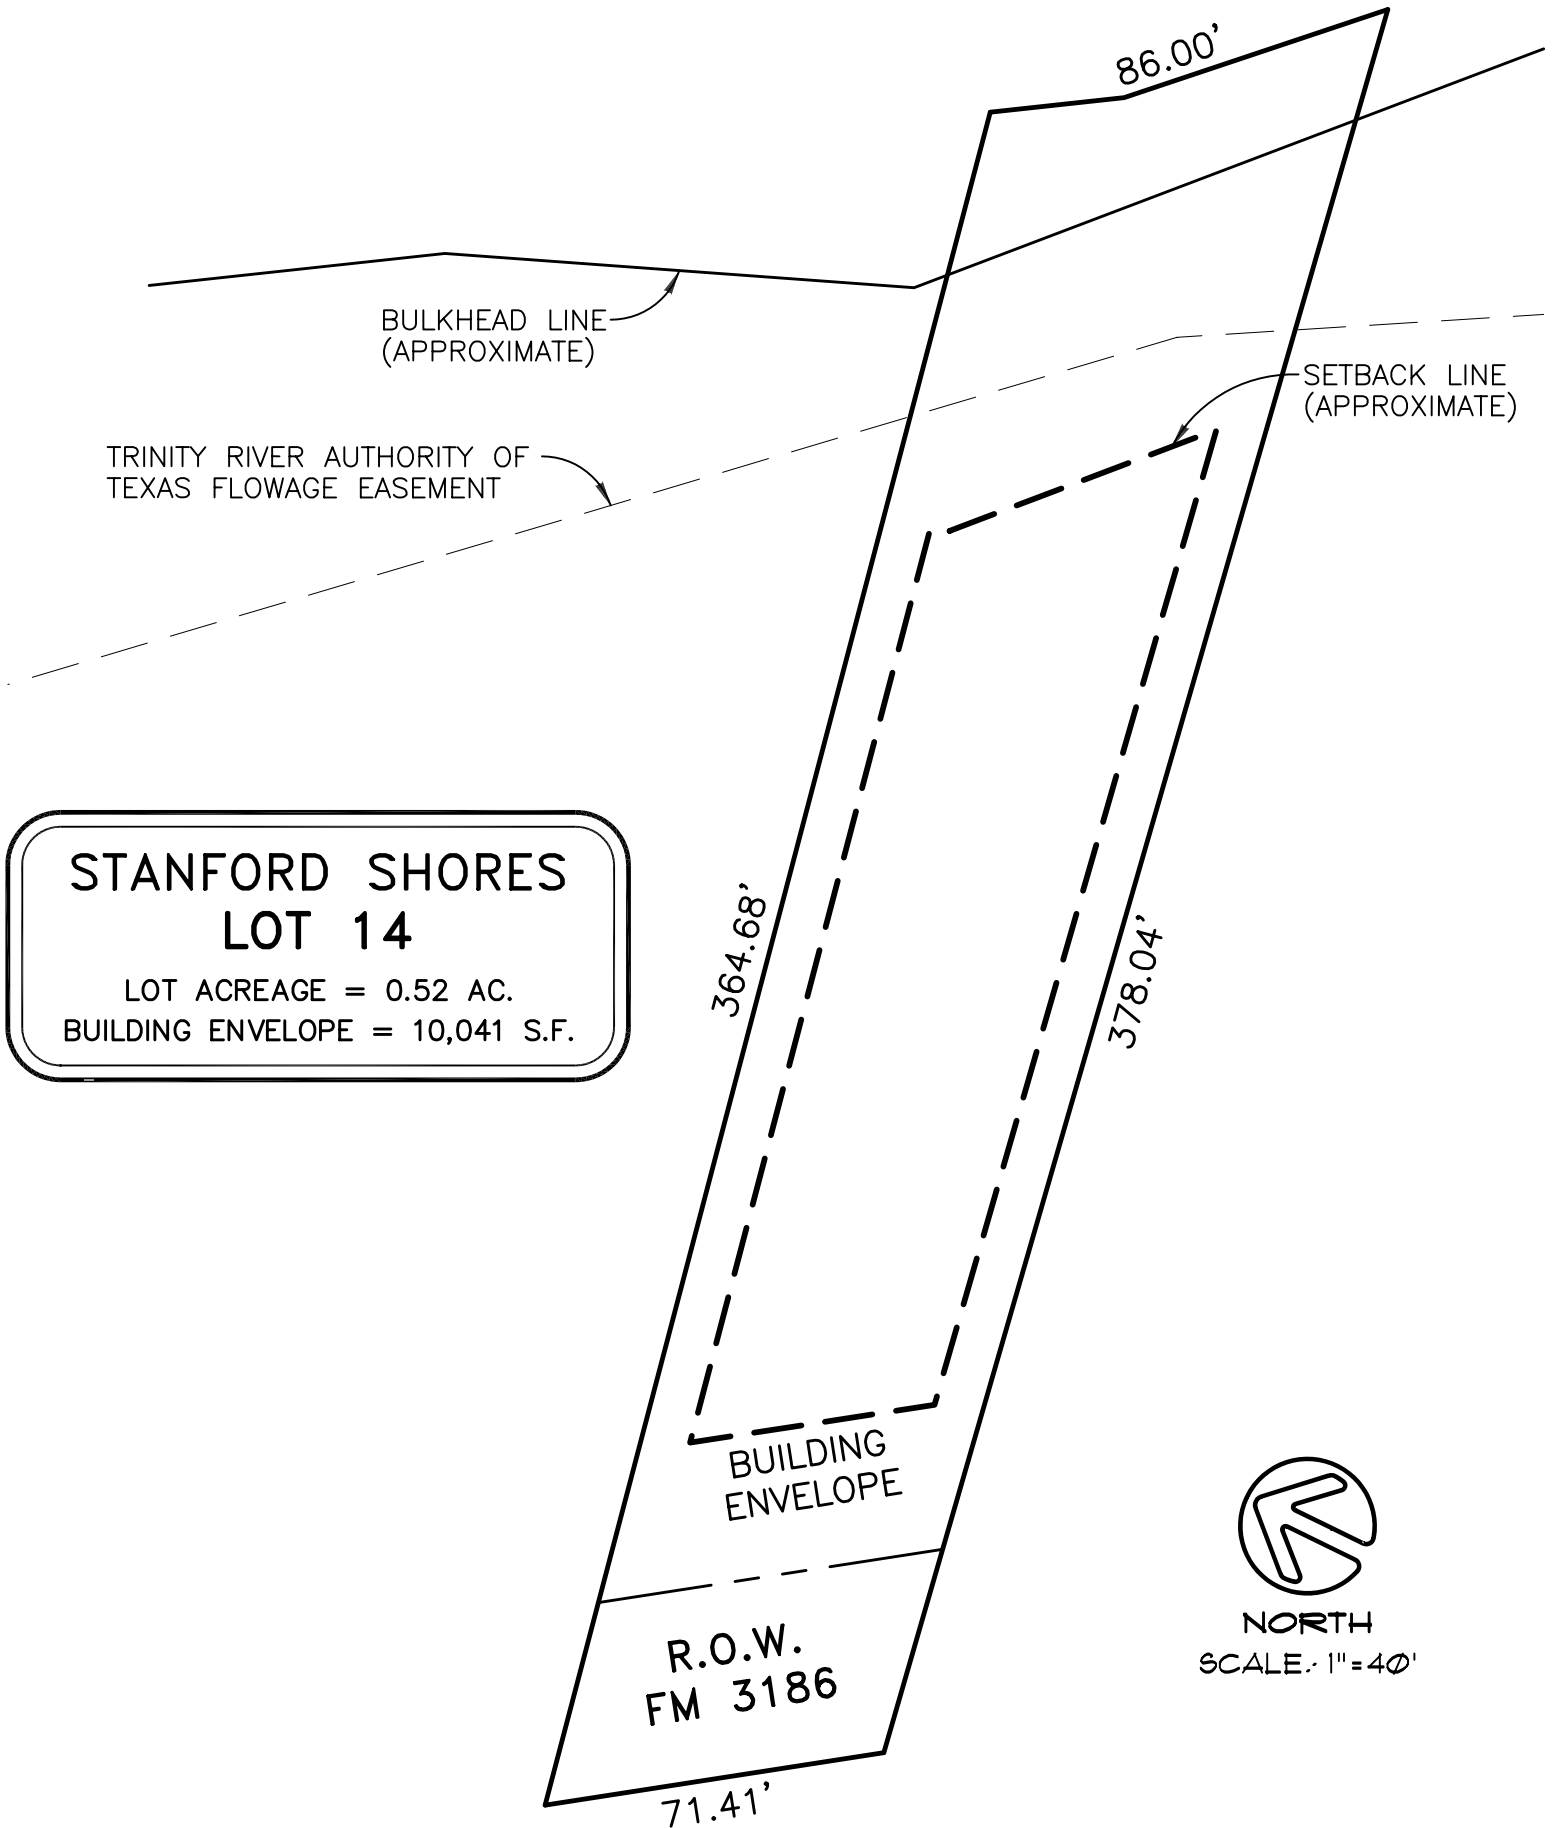 86.00'
BULKHEAD LINE
(APPROXIMATE)
SETBACK LINE
(APPROXIMATE)
TRINITY RIVER AUTHORITY OF
TEXAS FLOWAGE EASEMENT
STANFORD SHORES
LOT 14
LOT ACREAGE = 0.52 AC.
BUILDING ENVELOPE = 10,041 S.F.
364.68'
378.04'
BUILDING
ENVELOPE
R.O.W.
FM 3186
71.41'
NORTH
SCALE: 1"=40'